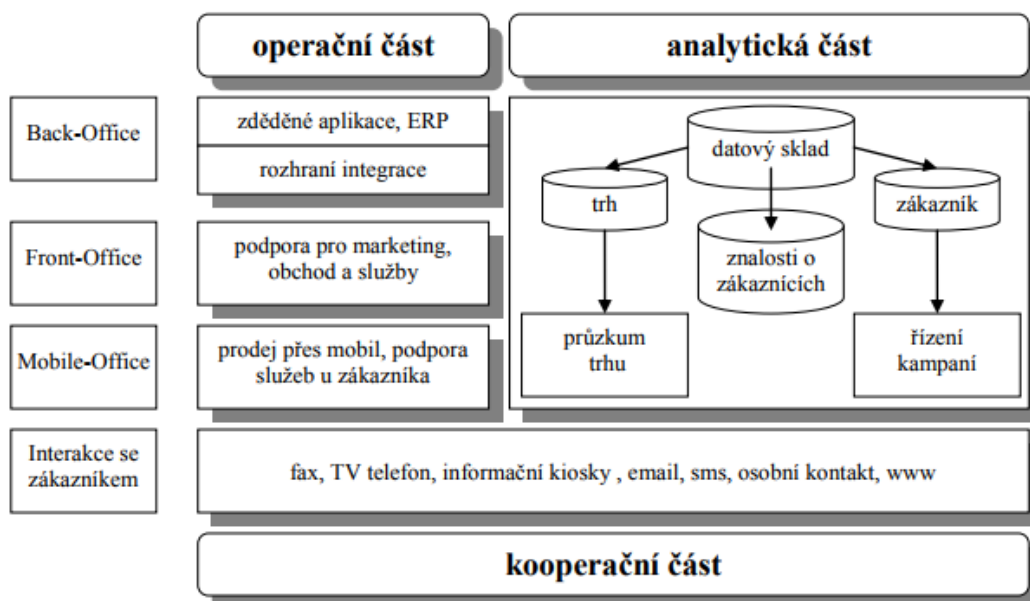 operační část
analytická část
Back-Office
zděděné aplikace, ERP
rozhraní integrace
datový sklad
trh
zákazník
Front-Office
podpora pro marketing,
obchod a služby
znalosti o
zákaznících
Mobile-Office
prodej přes mobil, podpora
služeb u zákazníka
průzkum
trhu
řízení
kampaní
Interakce se
zákazníkem
fax, TV telefon, informační kiosky , email, sms, osobní kontakt, www
kooperační část